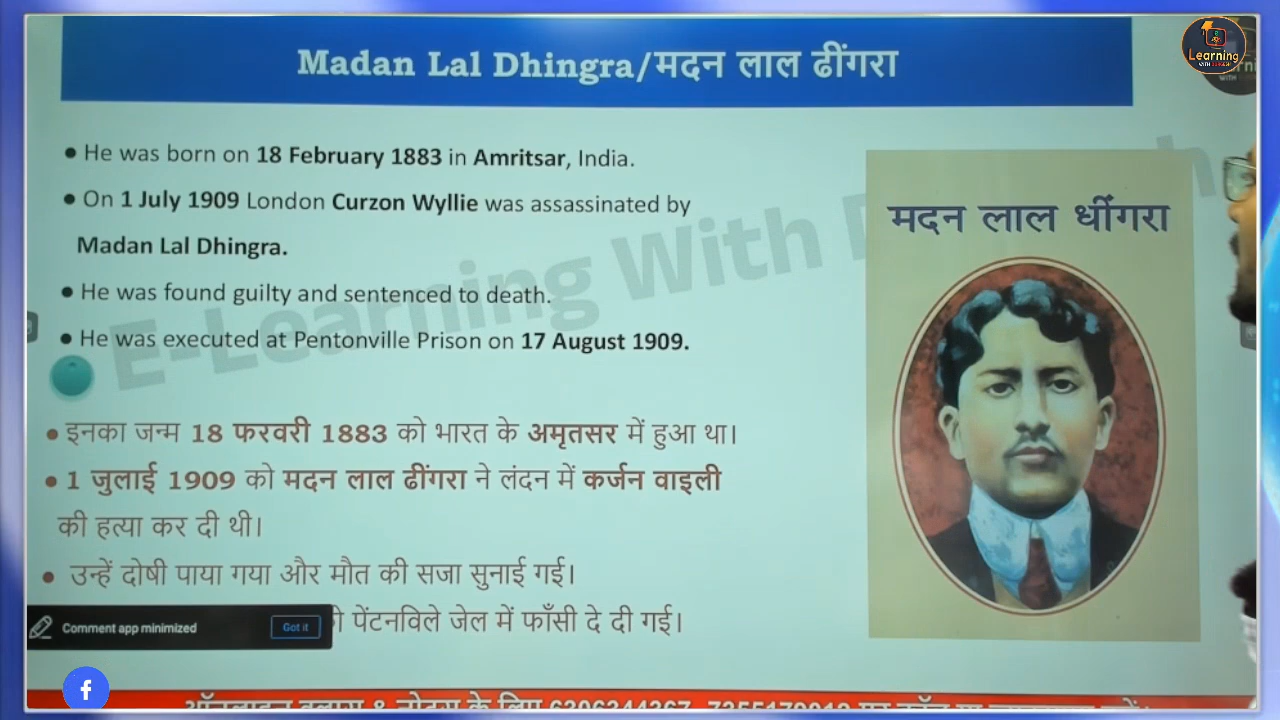 Madan Lal Dhingra/मदन लाल ढींगरा
Learning
WITH
• He was born on 18 February 1883 in Amritsar, India.
• On 1 July 1909 London Curzon Wyllie was assassinated by
Madan Lal Dhingra.
• He was found guilty and sentenced to death.
• He was executed at Pentonville Prison on 17 August 1909.
E-Learning With
मदन लाल धींगरा
• इनका जन्म 18 फरवरी 1883 को भारत के अमृतसर में हुआ था।
• 1 जुलाई 1909 को मदन लाल ढींगरा ने लंदन में कर्जन वाइली
की हत्या कर दी थी।
• उन्हें दोषी पाया गया और मौत की सजा सुनाई गई।
पेंटनविले जेल में फाँसी दे दी गई।
Comment app minimized
Got it
f